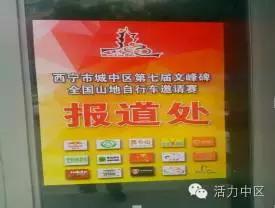 西宁市城中区第七届文峰碑
全国山地自行车邀请赛
报道处
活力中区